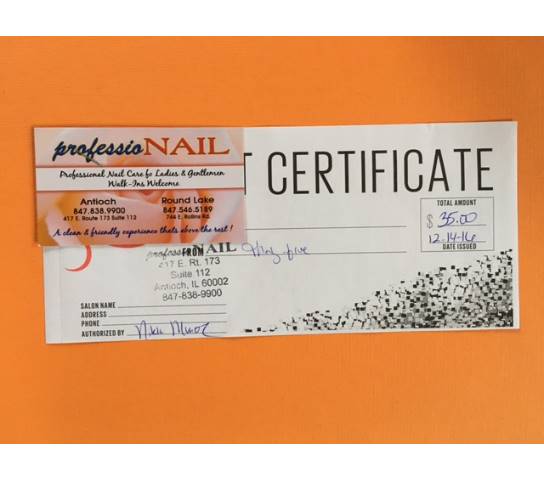 professioNAIL
Professional Nail Care fo Ladies & Gentlemen
Walk-Ins Welcome
Antioch
847.838.9900
417 E. Route 173 Suite 112
Round Lake
847.546.5189
744 E. Rollins Rd.
A clean & friendly experience thats above the rest !
T CERTIFICATE
TOTAL AMOUNT
$ 35.00
12-14-16
DATE ISSUED
FROM
professioNAIL
417 E. Rt. 173
Suite 112
Antioch, IL 60002
847-838-9900
five
SALON NAME
ADDRESS
PHONE
AUTHORIZED BY